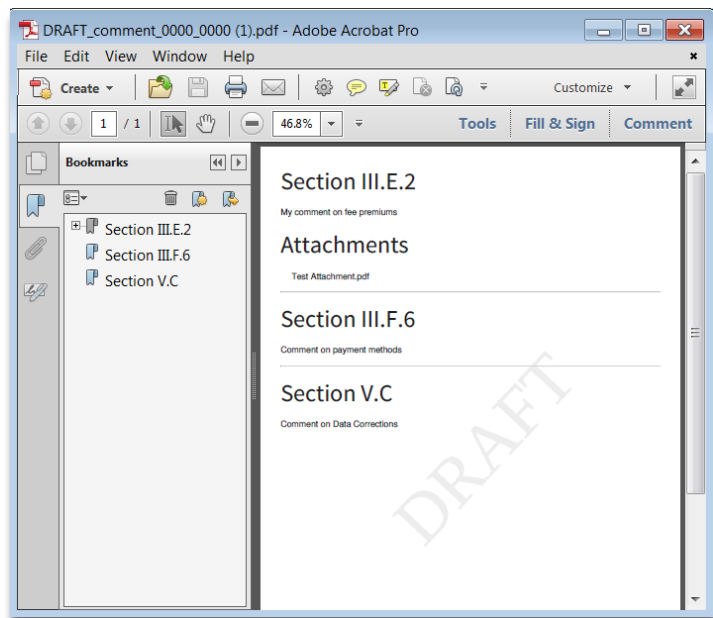 DRAFT_comment_0000_0000 (1).pdf - Adobe Acrobat Pro
File Edit View Window Help
Create Customize
1 / 1 46.8% Tools Fill & Sign Comment
Bookmarks
Section III.E.2
Section III.F.6
Section V.C
Section III.E.2
My comment on fee premiums
Attachments
Test Attachment.pdf
Section III.F.6
Comment on payment methods
Section V.C
Comment on Data Corrections
DRAFT